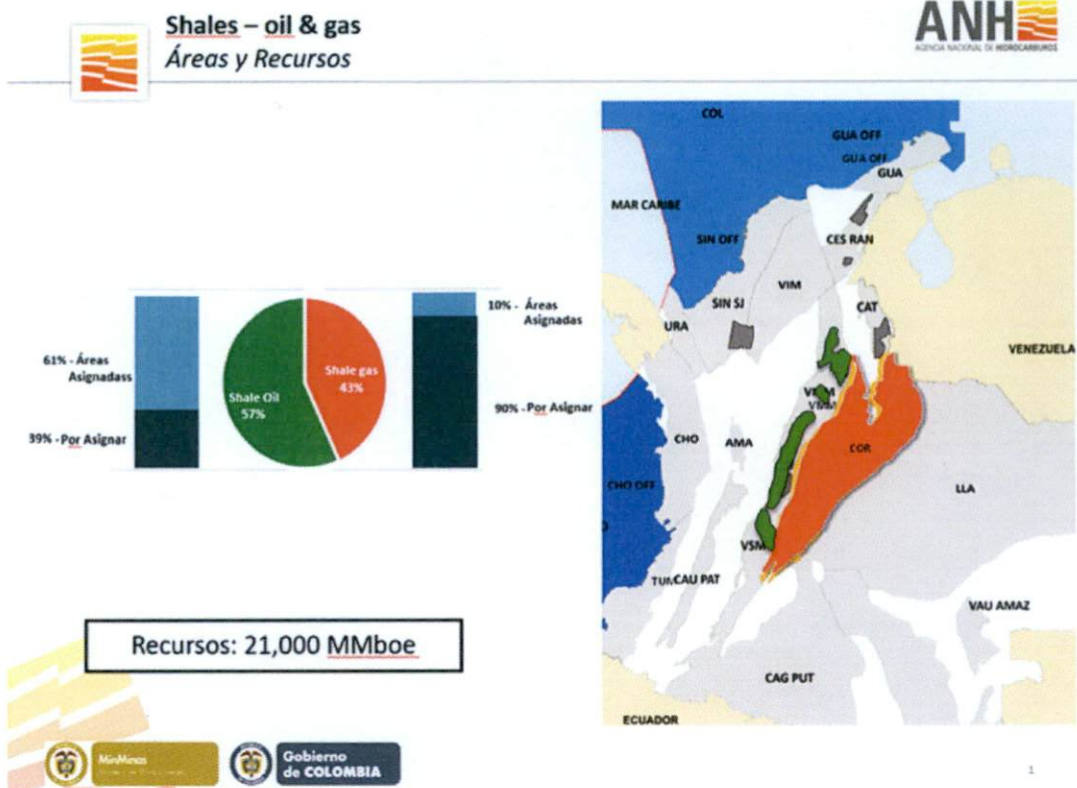 Shales – oil & gas
Áreas y Recursos
ANH
AGENCIA NACIONAL DE HIDROCARBUROS
61% - Áreas
Asignadass
39% -Por Asignar
Shale Oil
57%
Shale gas
43%
10% - Áreas
Asignadas
90% -Por Asignar
COL
GUA OFF
GUA OFF
GUA
MAR CARIBE
SIN OFF
CES RAN
VIM
SIN SJ
CAT
URA
VENEZUELA
VMM
CHO
AMA
COR
CHO OFF
LLA
VSM
TUM
CAU PAT
VAU AMAZ
CAG PUT
ECUADOR
Recursos: 21,000 MMboe
MinMinas
Gobierno
de COLOMBIA
1